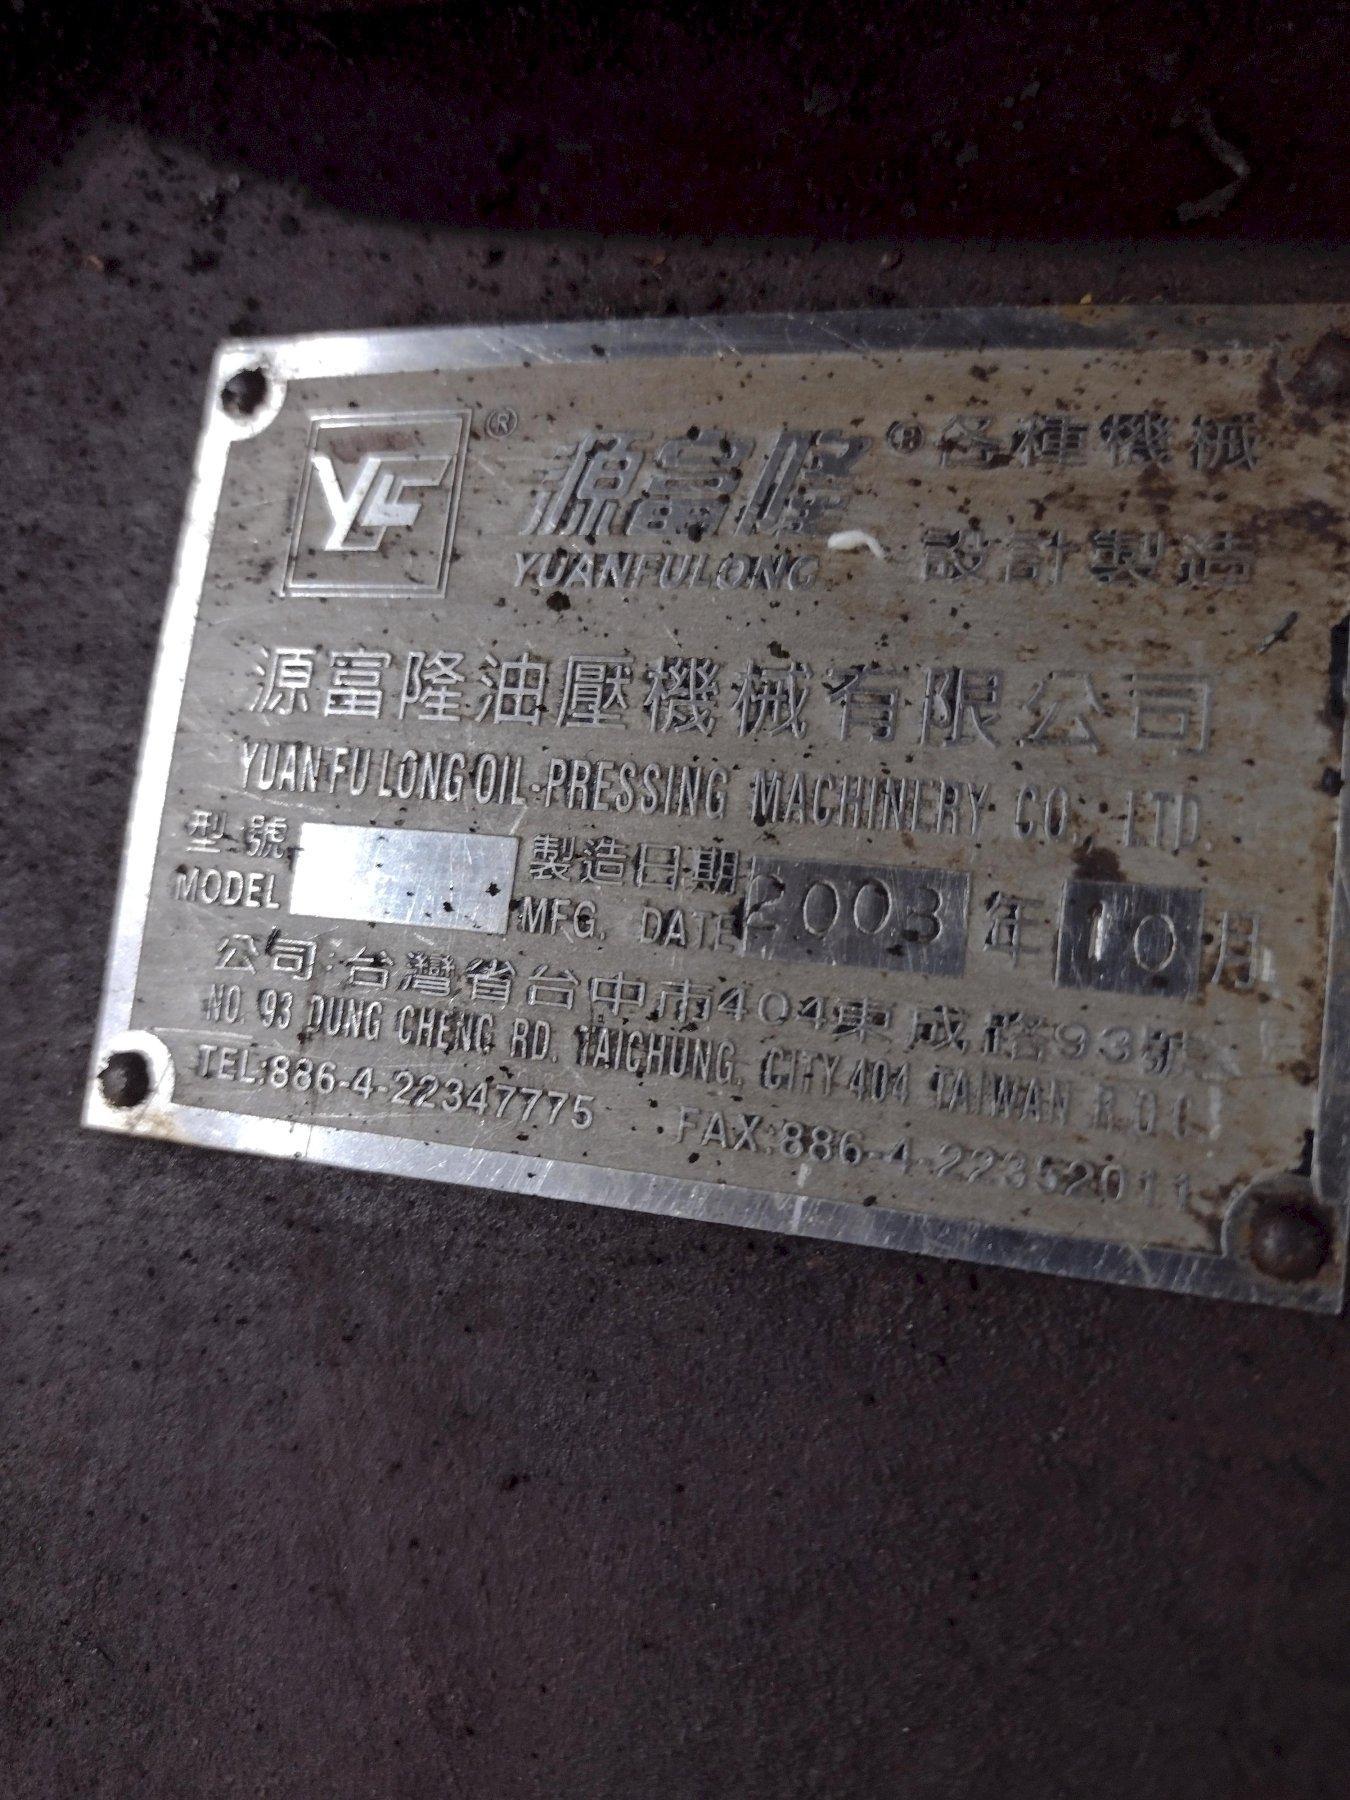 YFL ® 源富隆 ® 各種機械
YUANFULONG 設計製造
源富隆油壓機械有限公司
YUAN FU LONG OIL-PRESSING MACHINERY CO., LTD.
型號 製造日期 2003 年 10 月
MODEL MFG. DATE
公司:台灣省台中市404東成路93號
NO. 93 DUNG CHENG RD. TAICHUNG, CITY 404 TAIWAN R.O.C.
TEL:886-4-22347775 FAX:886-4-22352011